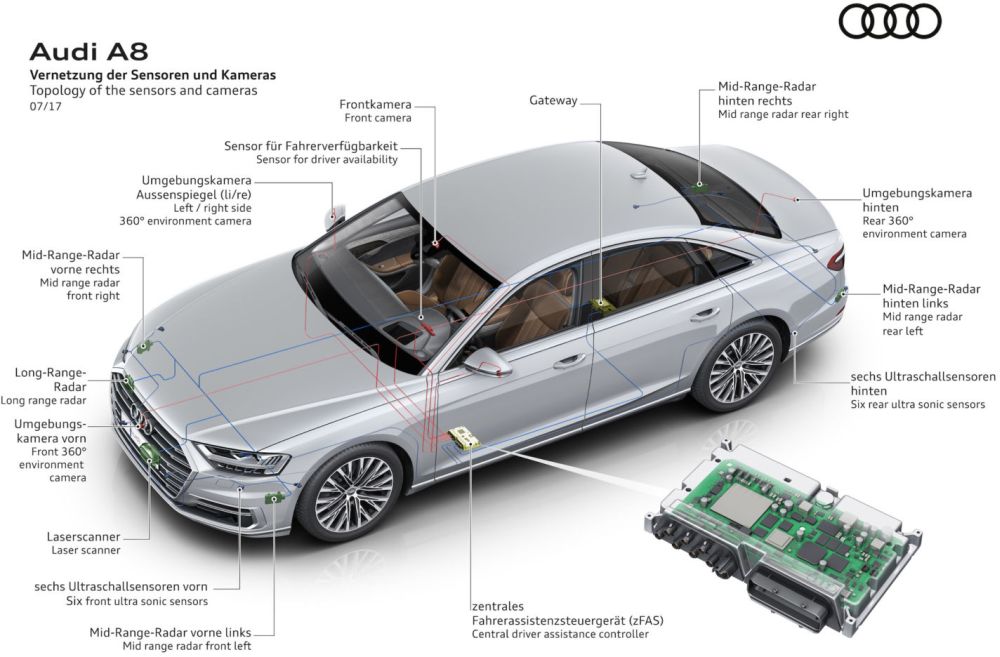 Audi A8
Vernetzung der Sensoren und Kameras
Topology of the sensors and cameras
07/17
Frontkamera
Front camera
Gateway
Mid-Range-Radar
hinten rechts
Mid range radar rear right
Sensor für Fahrerverfügbarkeit
Sensor for driver availability
Umgebungskamera
Aussenspiegel (li/re)
Left / right side
360° environment camera
Umgebungskamera
hinten
Rear 360°
environment camera
Mid-Range-Radar
vorne rechts
Mid range radar
front right
Mid-Range-Radar
hinten links
Mid range radar
rear left
Long-Range-
Radar
Long range radar
sechs Ultraschallsensoren
hinten
Six rear ultra sonic sensors
Umgebungs-
kamera vorn
Front 360°
environment
camera
Laserscanner
Laser scanner
sechs Ultraschallsensoren vorn
Six front ultra sonic sensors
zentrales
Fahrerassistenzsteuergerät (zFAS)
Central driver assistance controller
Mid-Range-Radar vorne links
Mid range radar front left